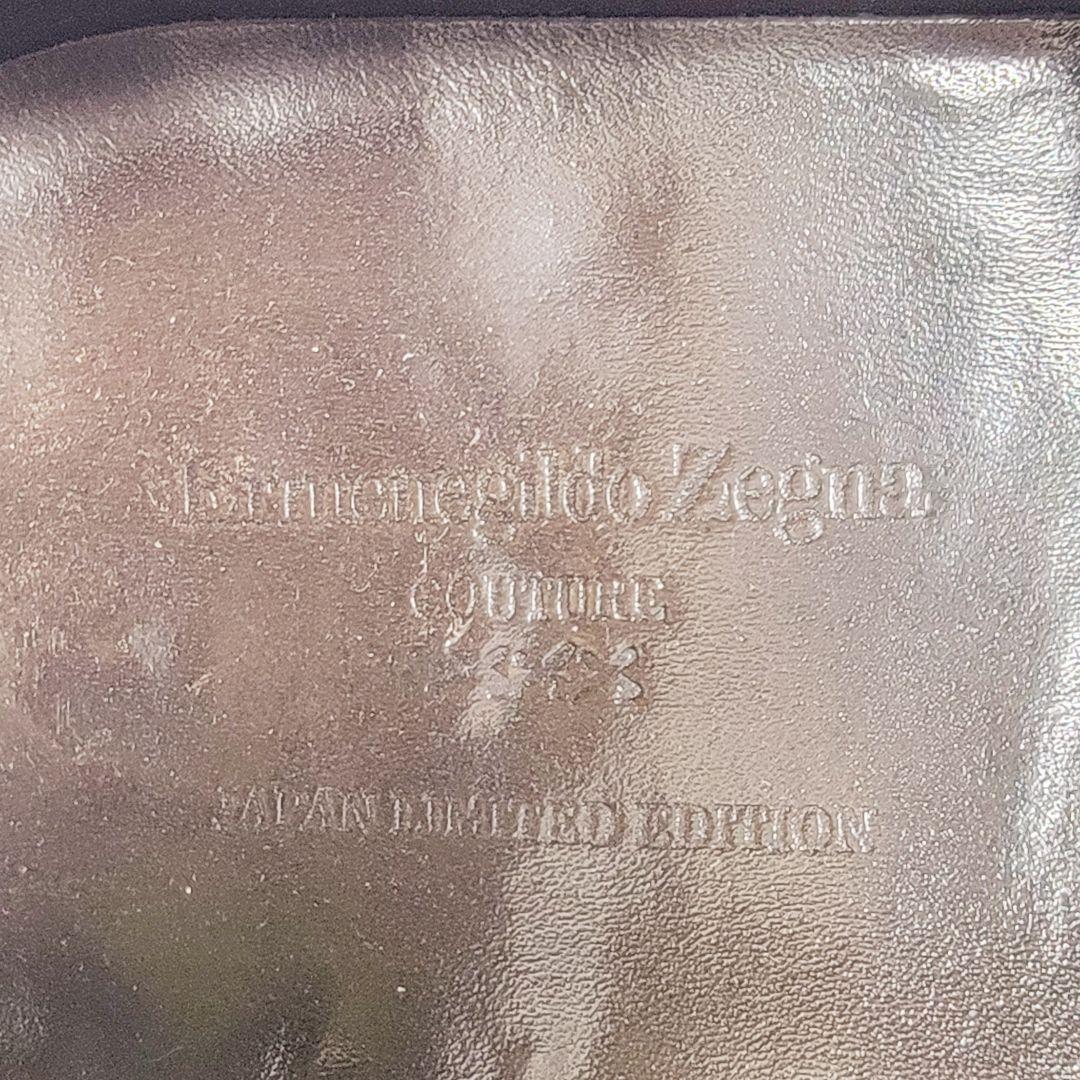 Ermenegildo Zegna
COUTURE
JAPAN LIMITED EDITION